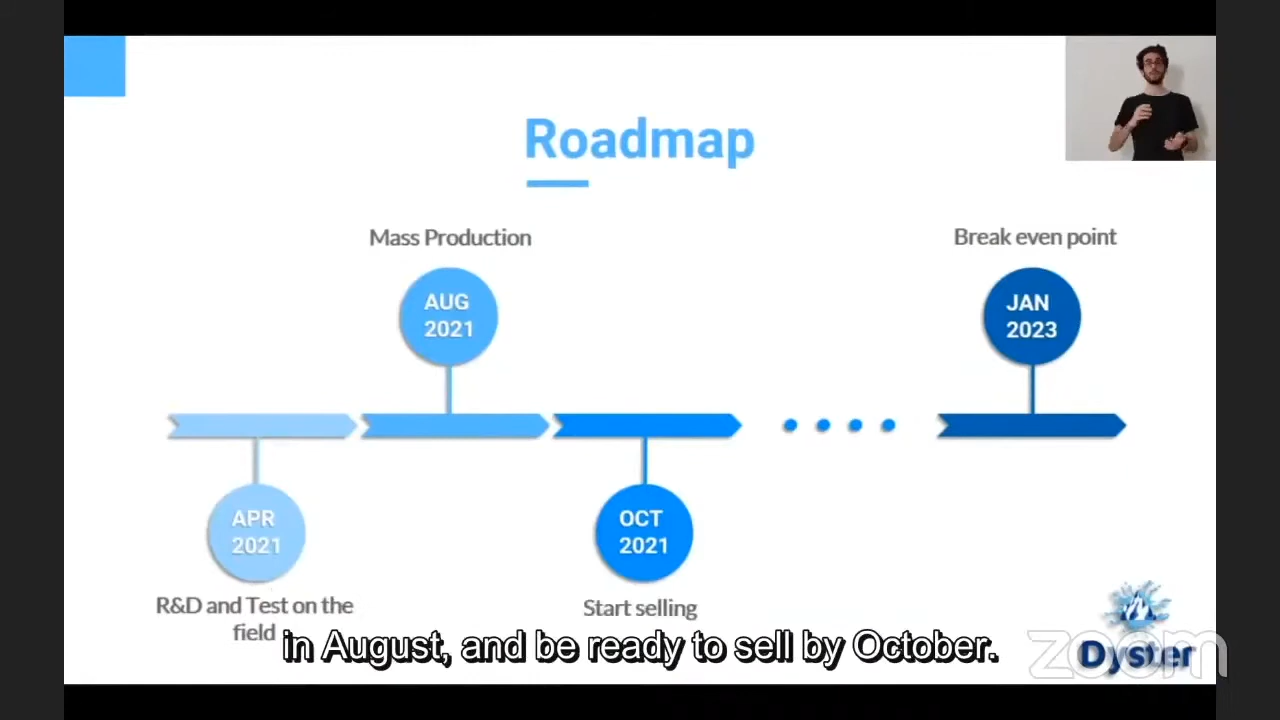 Roadmap
Mass Production
Break even point
AUG
2021
JAN
2023
APR
2021
OCT
2021
R&D and Test on the
field
Start selling
in August, and be ready to sell by October.
zoom
Dyster